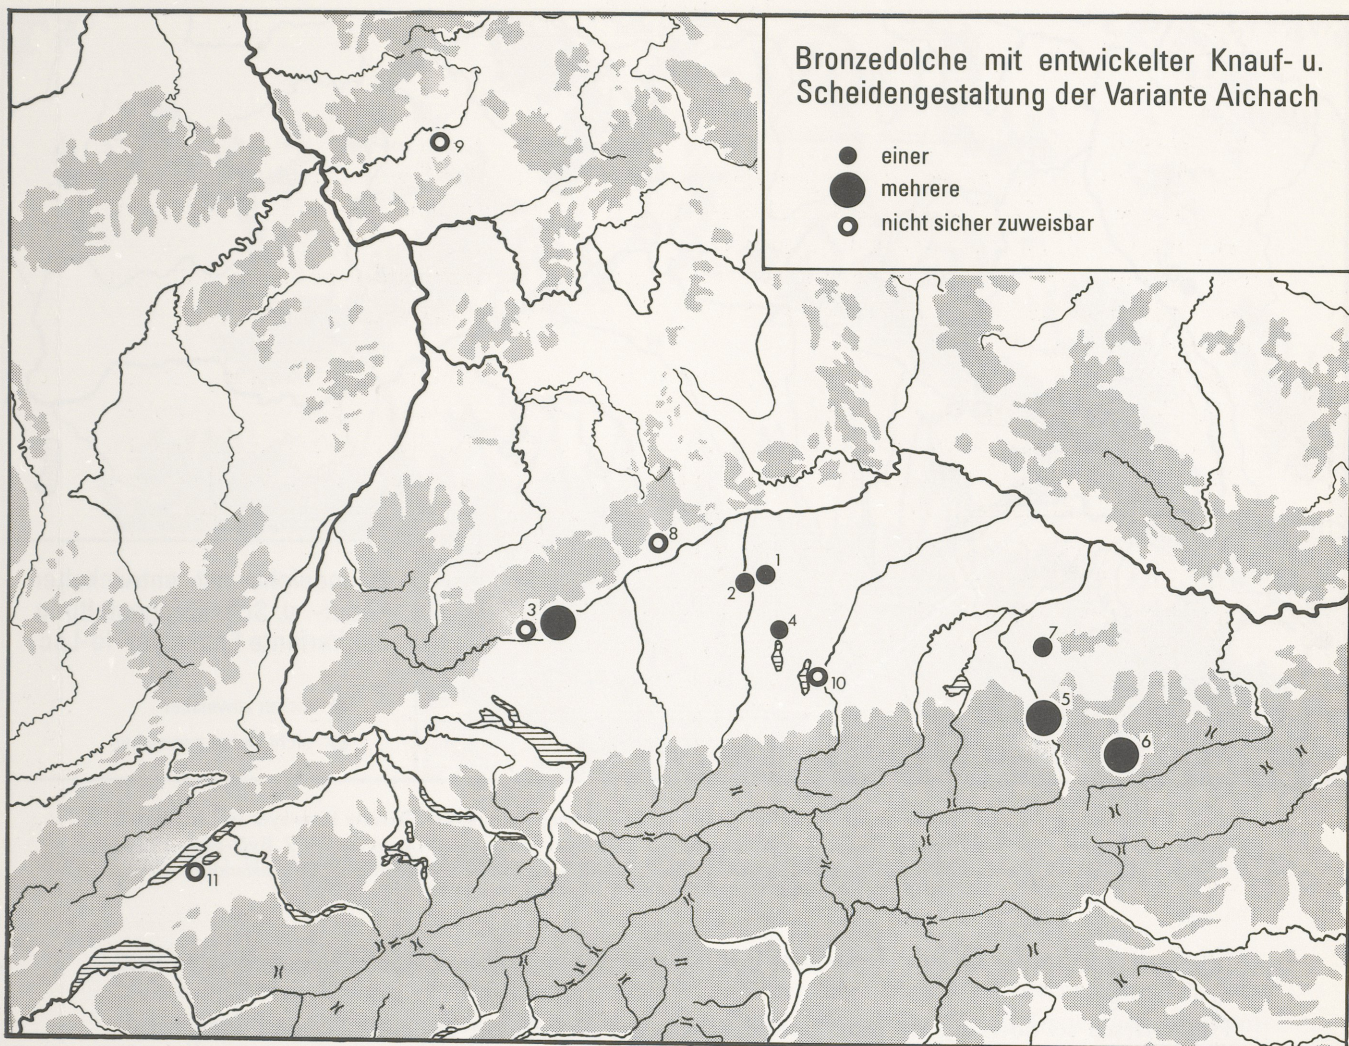 Bronzedolche mit entwickelter Knauf- u.
Scheidengestaltung der Variante Aichach
einer
mehrere
nicht sicher zuweisbar
9
8
1
2
3
4
7
10
5
6
11